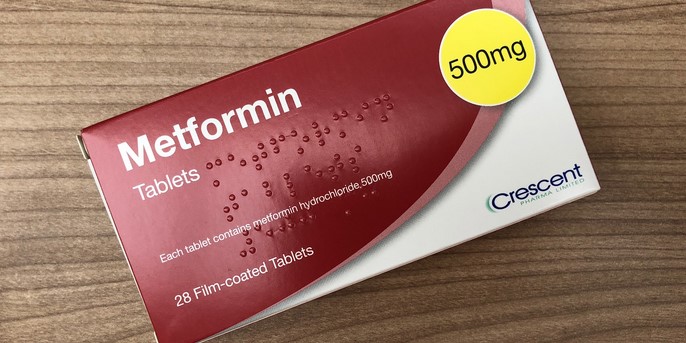 500mg
Metformin
Tablets
Each tablet contains metformin hydrochloride 500mg
28 Film-coated Tablets
Crescent
PHARMA LIMITED